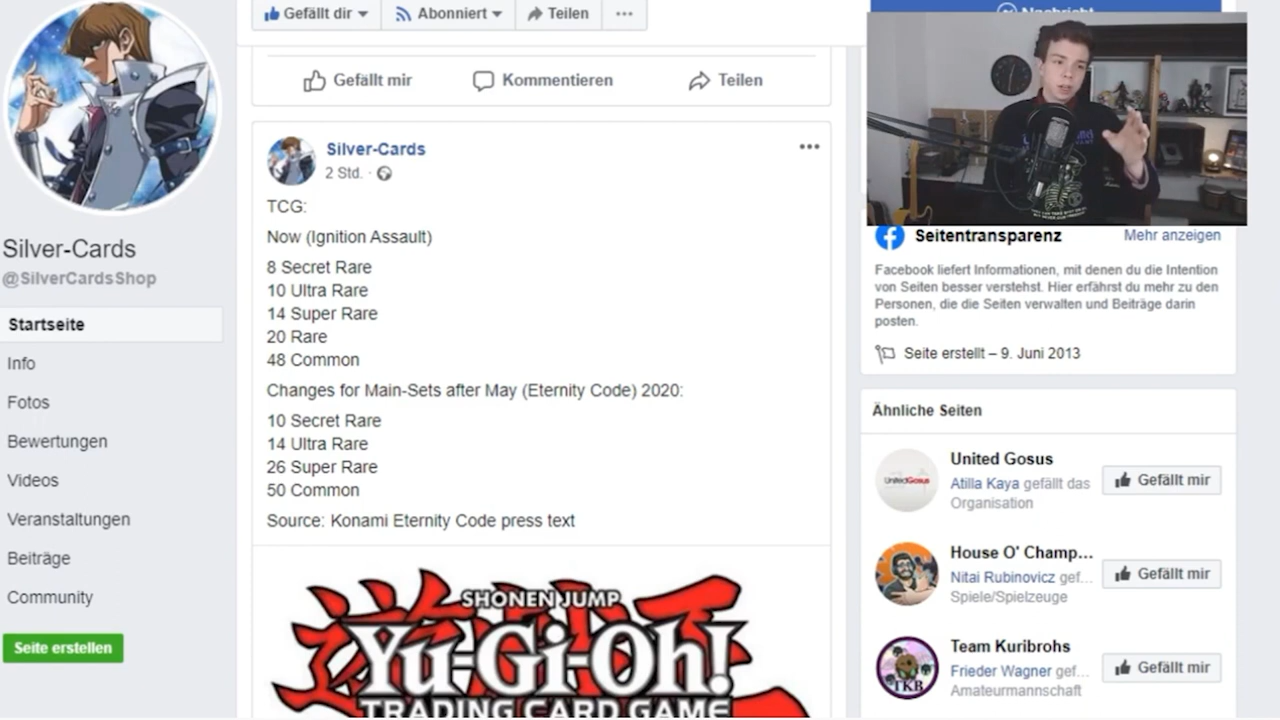 Gefällt dir
Abonniert
Teilen
Gefällt mir
Kommentieren
Teilen
Silver-Cards
@SilverCardsShop
Startseite
Info
Fotos
Bewertungen
Videos
Veranstaltungen
Beiträge
Community
Seite erstellen
Silver-Cards
2 Std. ·
TCG:
Now (Ignition Assault)
8 Secret Rare
10 Ultra Rare
14 Super Rare
20 Rare
48 Common
Changes for Main-Sets after May (Eternity Code) 2020:
10 Secret Rare
14 Ultra Rare
26 Super Rare
50 Common
Source: Konami Eternity Code press text
SHONEN JUMP
Yu-Gi-Oh!
TRADING CARD GAME
Nachricht
Seitentransparenz
Mehr anzeigen
Facebook liefert Informationen, mit denen du die Intention
von Seiten besser verstehst. Hier erfährst du mehr zu den
Personen, die die Seiten verwalten und Beiträge darin
posten.
Seite erstellt – 9. Juni 2013
Ähnliche Seiten
UnitedGosus
United Gosus
Atilla Kaya gefällt das
Organisation
Gefällt mir
House O' Champ...
Nitai Rubinovicz gef...
Spiele/Spielzeuge
Gefällt mir
TKB
Team Kuribrohs
Frieder Wagner gef...
Amateurmannschaft
Gefällt mir